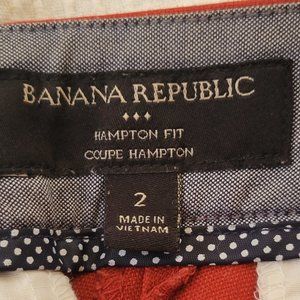 BANANA REPUBLIC
HAMPTON FIT
COUPE HAMPTON
2
MADE IN
VIETNAM